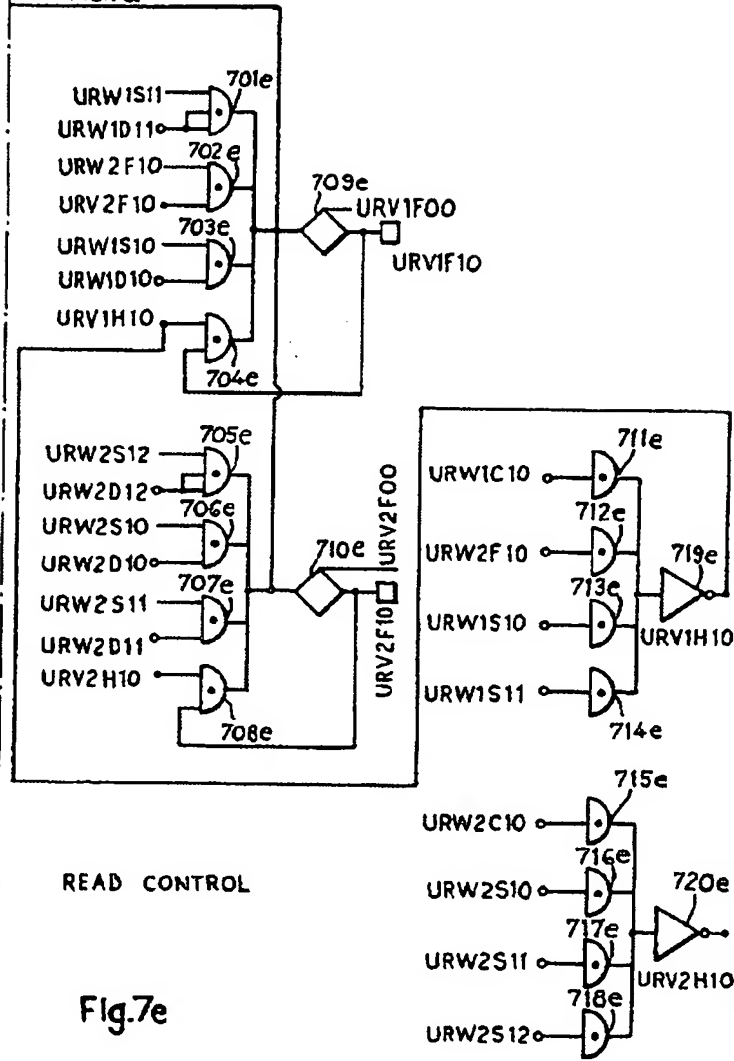 701e
URW1S11
URW1D11
702e
URW2F10
URV2F10
703e
URW1S10
URW1D10
URV1H10
704e
709e
URV1F00
URV1F10
705e
URW2S12
URW2D12
706e
URW2S10
URW2D10
707e
URW2S11
URW2D11
URV2H10
708e
710e
URV2F00
URV2F10
711e
URW1C10
712e
URW2F10
713e
URW1S10
URW1S11
714e
719e
URV1H10
715e
URW2C10
716e
URW2S10
717e
URW2S11
718e
URW2S12
720e
URV2H10
READ CONTROL
Fig.7e